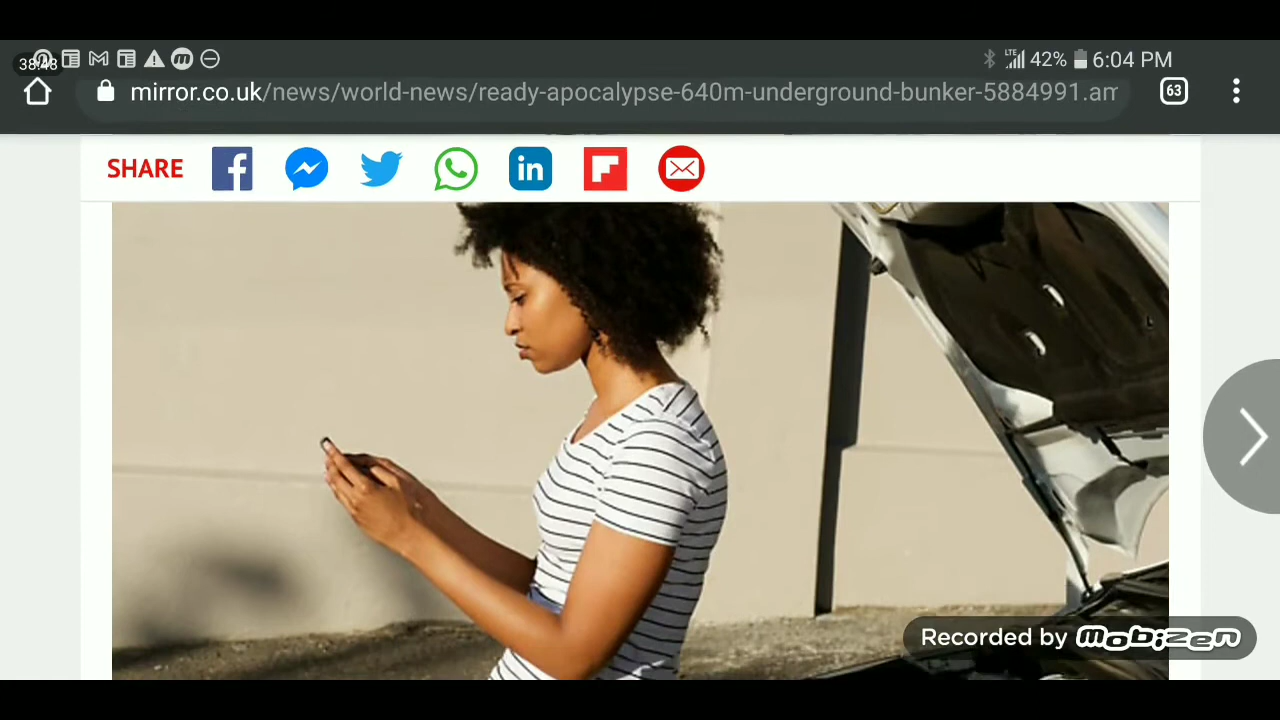 38:48
LTE 42% 6:04 PM
mirror.co.uk/news/world-news/ready-apocalypse-640m-underground-bunker-5884991.am
63
SHARE
Recorded by mobizen